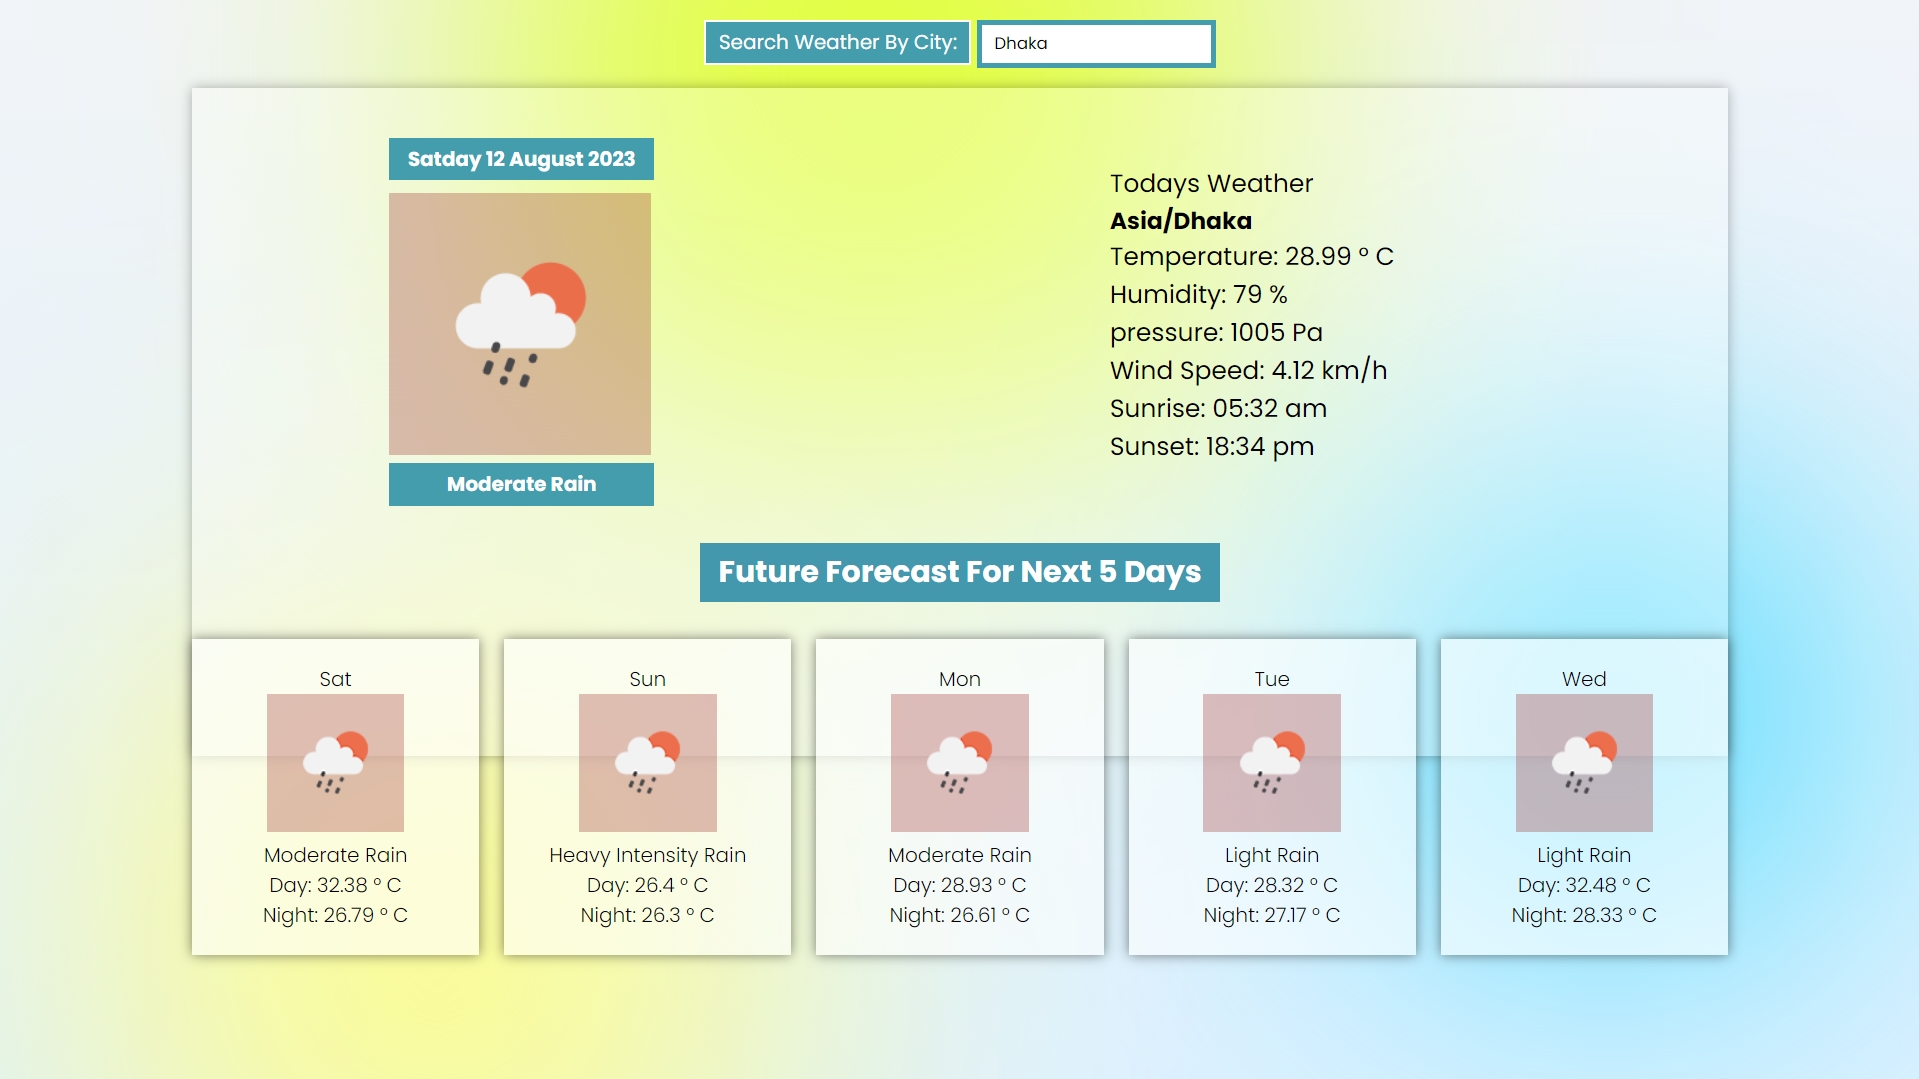 Search Weather By City: Dhaka
Satday 12 August 2023
Moderate Rain
Todays Weather
Asia/Dhaka
Temperature: 28.99 ° C
Humidity: 79 %
pressure: 1005 Pa
Wind Speed: 4.12 km/h
Sunrise: 05:32 am
Sunset: 18:34 pm
Future Forecast For Next 5 Days
Sat
Moderate Rain
Day: 32.38 ° C
Night: 26.79 ° C
Sun
Heavy Intensity Rain
Day: 26.4 ° C
Night: 26.3 ° C
Mon
Moderate Rain
Day: 28.93 ° C
Night: 26.61 ° C
Tue
Light Rain
Day: 28.32 ° C
Night: 27.17 ° C
Wed
Light Rain
Day: 32.48 ° C
Night: 28.33 ° C